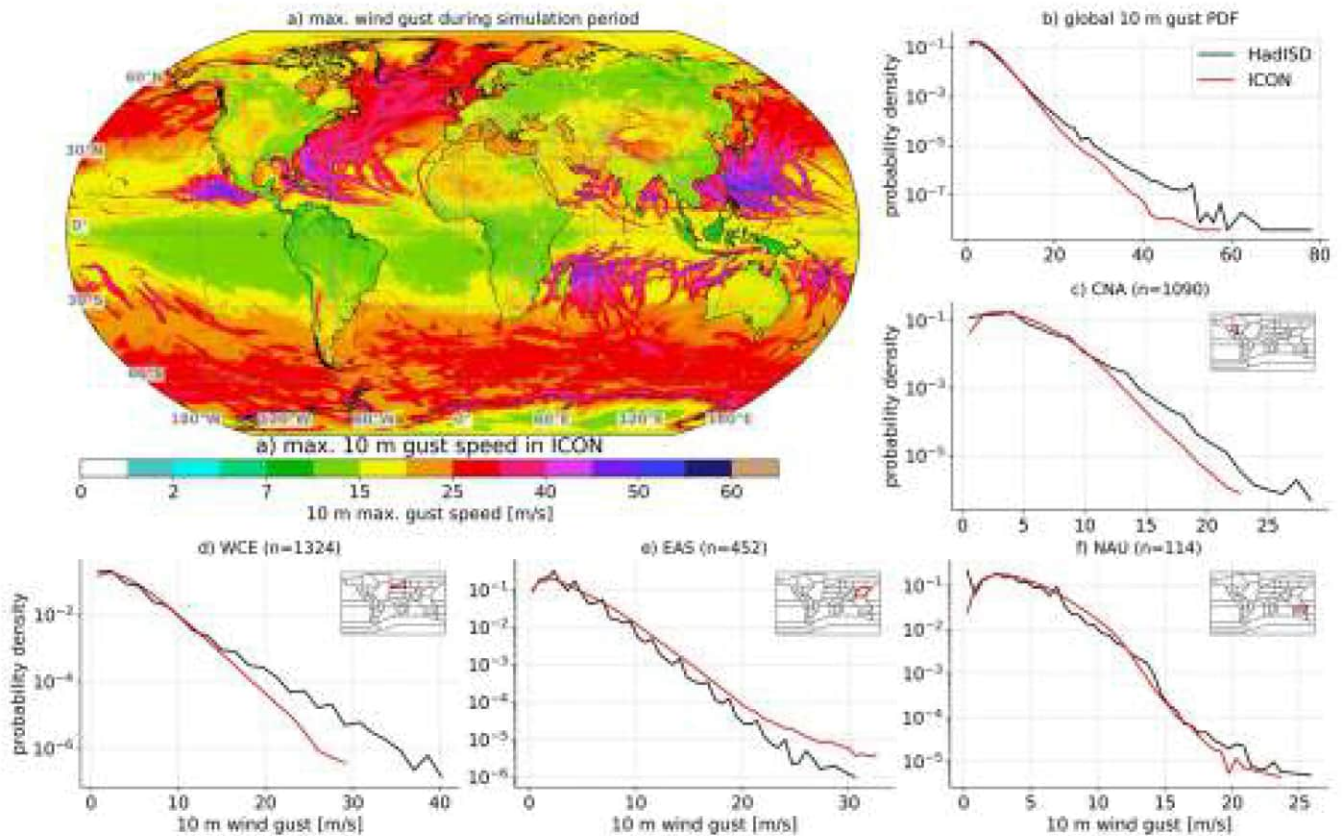 a) max. wind gust during simulation period
60°N
30°N
0°
30°S
60°S
180°W 120°W 60°W 0° 60°E 120°E 180°E
a) max. 10 m gust speed in ICON
0 2 7 15 25 40 50 60
10 m max. gust speed [m/s]
b) global 10 m gust PDF
HadISD
ICON
probability density
10⁻¹
10⁻³
10⁻⁵
10⁻⁷
0 20 40 60 80
c) CNA (n=1090)
probability density
10⁻¹
10⁻³
10⁻⁵
0 5 10 15 20 25
d) WCE (n=1324)
probability density
10⁻²
10⁻⁴
10⁻⁶
0 10 20 30 40
10 m wind gust [m/s]
e) EAS (n=452)
10⁻¹
10⁻²
10⁻³
10⁻⁴
10⁻⁵
10⁻⁶
0 10 20 30
10 m wind gust [m/s]
f) NAU (n=114)
10⁻¹
10⁻²
10⁻³
10⁻⁴
10⁻⁵
0 5 10 15 20 25
10 m wind gust [m/s]